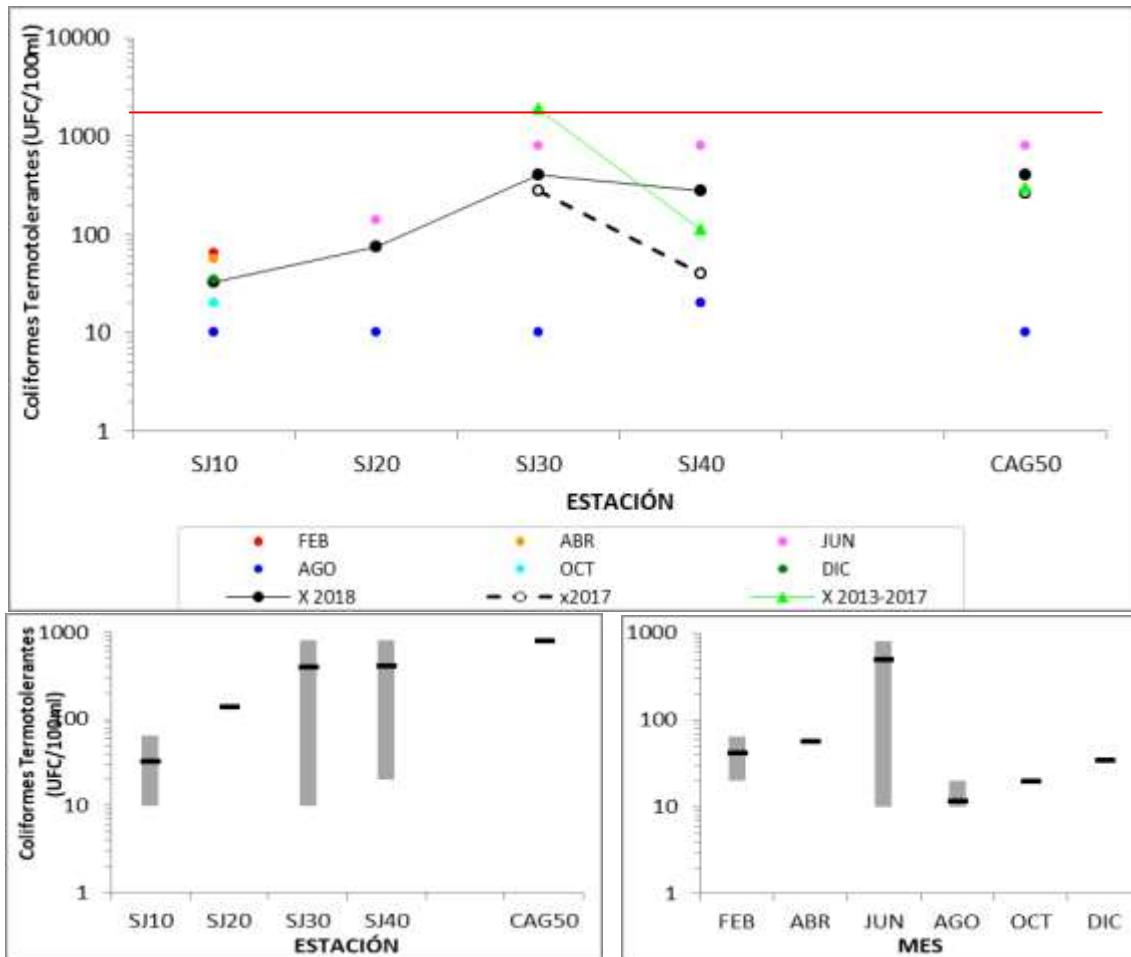 Coliformes Termotolerantes (UFC/100ml)
10000
1000
100
10
1
SJ10 SJ20 SJ30 SJ40 CAG50
ESTACIÓN
FEB ABR JUN
AGO OCT DIC
X 2018 x2017 X 2013-2017
Coliformes Termotolerantes
(UFC/100ml)
1000
100
10
1
SJ10 SJ20 SJ30 SJ40 CAG50
ESTACIÓN
1000
100
10
1
FEB ABR JUN AGO OCT DIC
MES